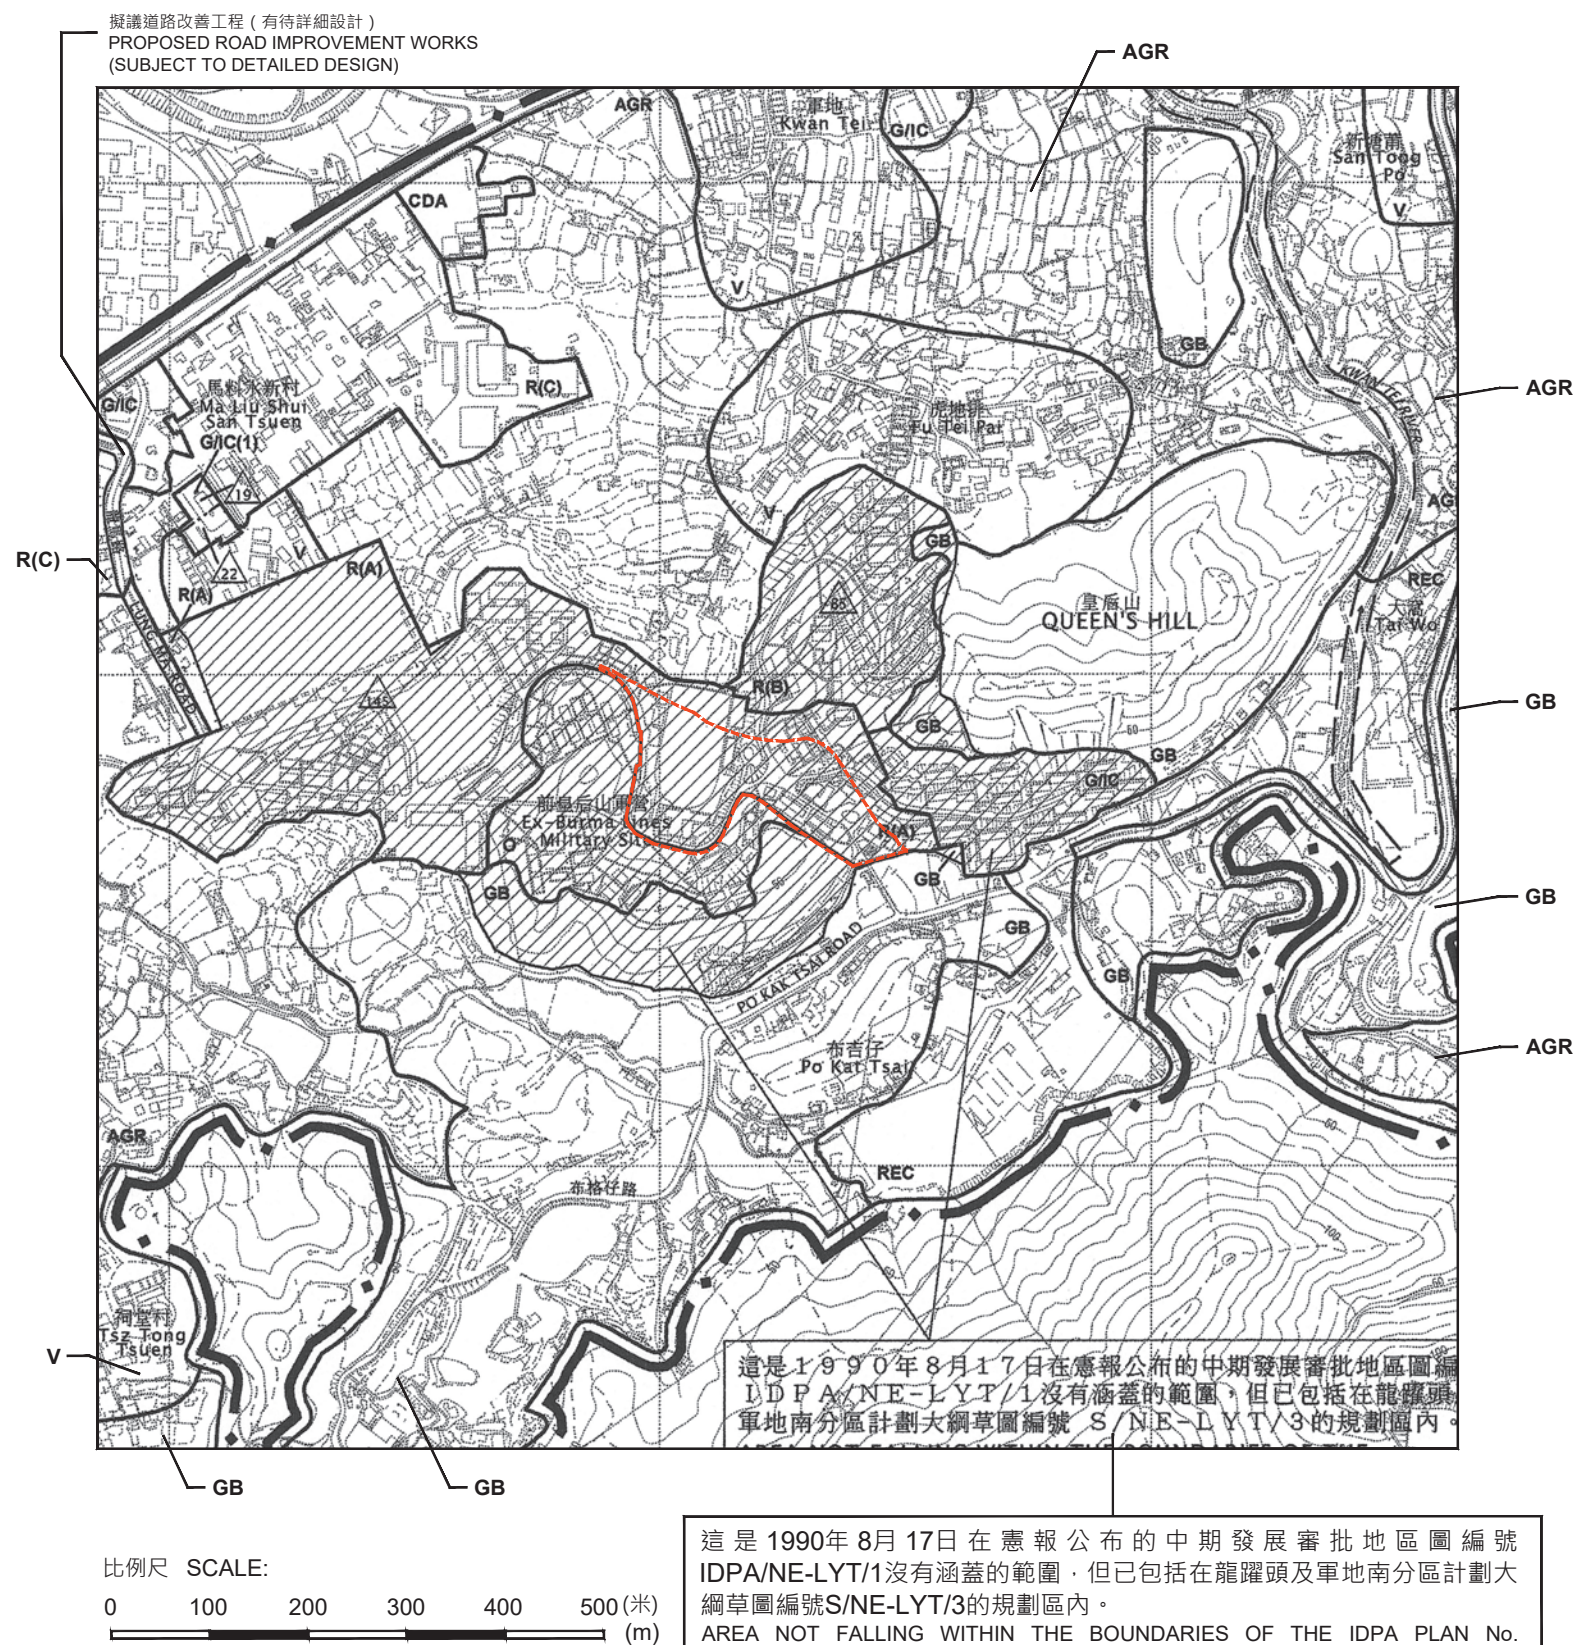 擬議道路改善工程 ( 有待詳細設計 )
PROPOSED ROAD IMPROVEMENT WORKS
(SUBJECT TO DETAILED DESIGN)
AGR
AGR
軍地
Kwan Tei
G/IC
新塘莆
San Tong
Po
V
CDA
V
GB
KWAN TEI RIVER
AGR
R(C)
馬料水新村
Ma Liu Shui
San Tsuen
G/IC
G/IC(1)
19
虎地排
Fu Tei Pai
V
22
V
R(C)
R(A)
R(A)
LUNG MA ROAD
GB
85
皇后山
QUEEN'S HILL
REC
大窩
Tai Wo
145
R(B)
GB
60
GB
GB
G/IC
前皇后山軍營
Ex-Burma Lines
Military Site
O
R(A)
GB
GB
GB
GB
GB
PO KAK TSAI ROAD
布吉仔
Po Kat Tsai
AGR
AGR
REC
布格仔路
60
100
60
60
祠堂村
Tsz Tong
Tsuen
V
這是1990年8月17日在憲報公布的中期發展審批地區圖編
IDPA/NE-LYT/1沒有涵蓋的範圍，但已包括在龍躍頭
軍地南分區計劃大綱草圖編號 S/NE-LYT/3的規劃區內。
GB
GB
比例尺 SCALE:
0 100 200 300 400 500 (米)
(m)
這是1990年8月17日在憲報公布的中期發展審批地區圖編號
IDPA/NE-LYT/1沒有涵蓋的範圍，但已包括在龍躍頭及軍地南分區計劃大
綱草圖編號S/NE-LYT/3的規劃區內。
AREA NOT FALLING WITHIN THE BOUNDARIES OF THE IDPA PLAN No.